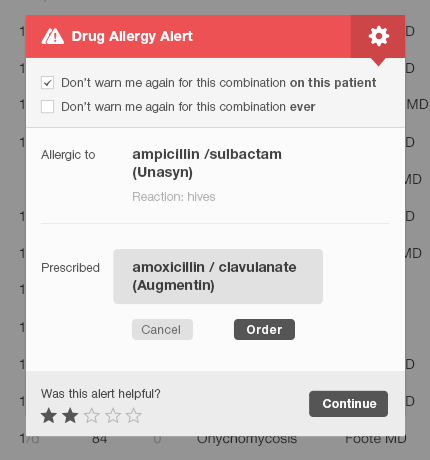 Drug Allergy Alert
Don't warn me again for this combination on this patient
Don't warn me again for this combination ever
Allergic to
ampicillin /sulbactam
(Unasyn)
Reaction: hives
Prescribed
amoxicillin / clavulanate
(Augmentin)
Cancel Order
Was this alert helpful?
Continue
84 0 Onychomycosis Foote MD